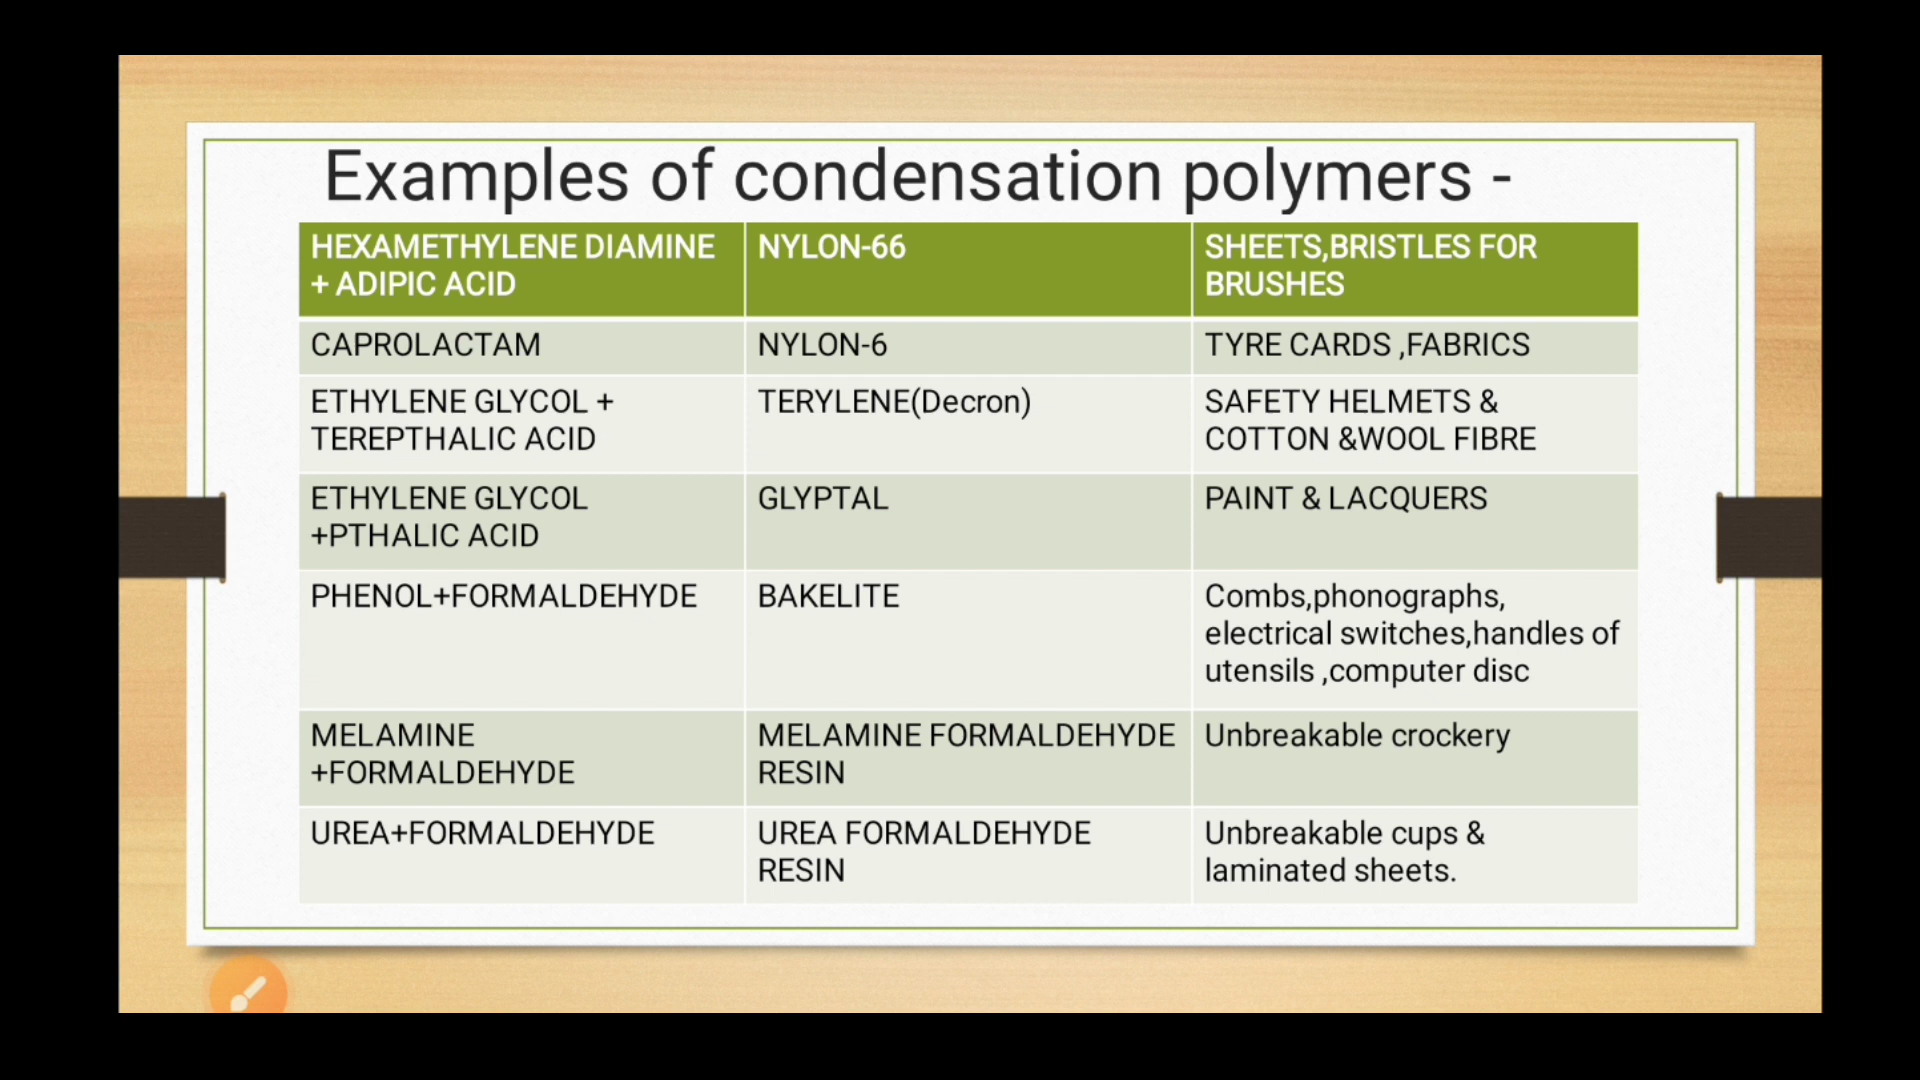 Examples of condensation polymers -
HEXAMETHYLENE DIAMINE
+ ADIPIC ACID
NYLON-66
SHEETS,BRISTLES FOR
BRUSHES
CAPROLACTAM
NYLON-6
TYRE CARDS ,FABRICS
ETHYLENE GLYCOL +
TEREPTHALIC ACID
TERYLENE(Decron)
SAFETY HELMETS &
COTTON &WOOL FIBRE
ETHYLENE GLYCOL
+PTHALIC ACID
GLYPTAL
PAINT & LACQUERS
PHENOL+FORMALDEHYDE
BAKELITE
Combs,phonographs,
electrical switches,handles of
utensils ,computer disc
MELAMINE
+FORMALDEHYDE
MELAMINE FORMALDEHYDE
RESIN
Unbreakable crockery
UREA+FORMALDEHYDE
UREA FORMALDEHYDE
RESIN
Unbreakable cups &
laminated sheets.